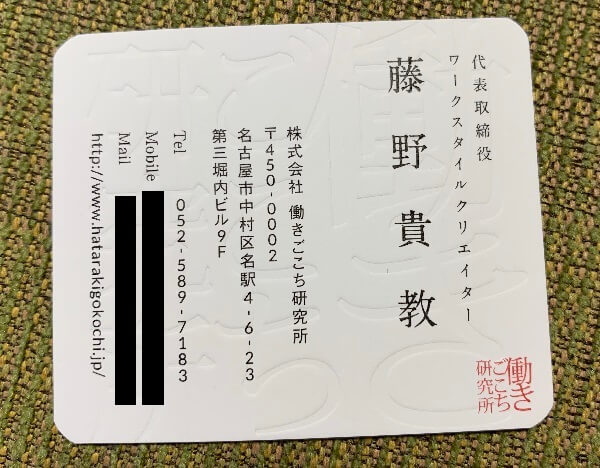 代表取締役
ワークスタイルクリエイター
藤野貴教
株式会社 働きごこち研究所
〒450-0002
名古屋市中村区名駅4-6-23
第三堀内ビル9F
Tel 052-589-7183
Mobile
Mail
http://www.hatarakigokochi.jp/
働き
ごこち
研究所